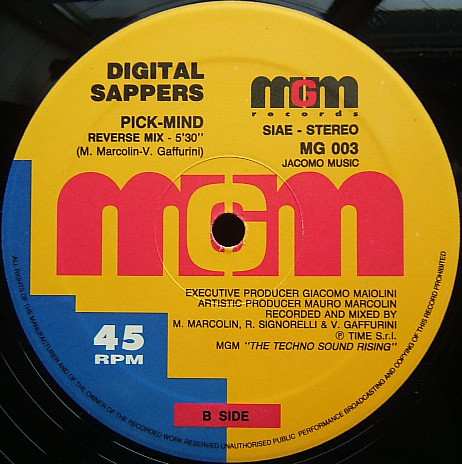 DIGITAL
SAPPERS
PICK-MIND
REVERSE MIX - 5'30"
(M. Marcolin-V. Gaffurini)
mGm
records
SIAE - STEREO
MG 003
JACOMO MUSIC
mGm
EXECUTIVE PRODUCER GIACOMO MAIOLINI
ARTISTIC PRODUCER MAURO MARCOLIN
RECORDED AND MIXED BY
M. MARCOLIN, R. SIGNORELLI & V. GAFFURINI
Ⓟ TIME S.r.l.
MGM "THE TECHNO SOUND RISING"
45
RPM
B SIDE
ALL RIGHTS OF THE MANUFACTURER AND OF THE OWNER OF THE RECORDED WORK RESERVED UNAUTHORISED PUBLIC PERFORMANCE BROADCASTING AND COPYING OF THIS RECORD PROHIBITED